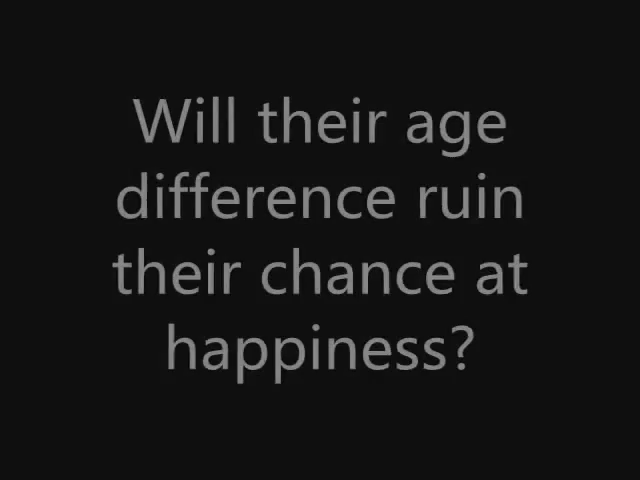 Will their age
difference ruin
their chance at
happiness?